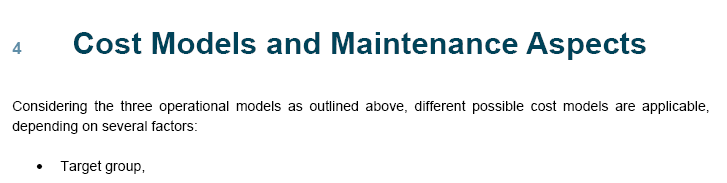 4 Cost Models and Maintenance Aspects
Considering the three operational models as outlined above, different possible cost models are applicable,
depending on several factors:
• Target group,